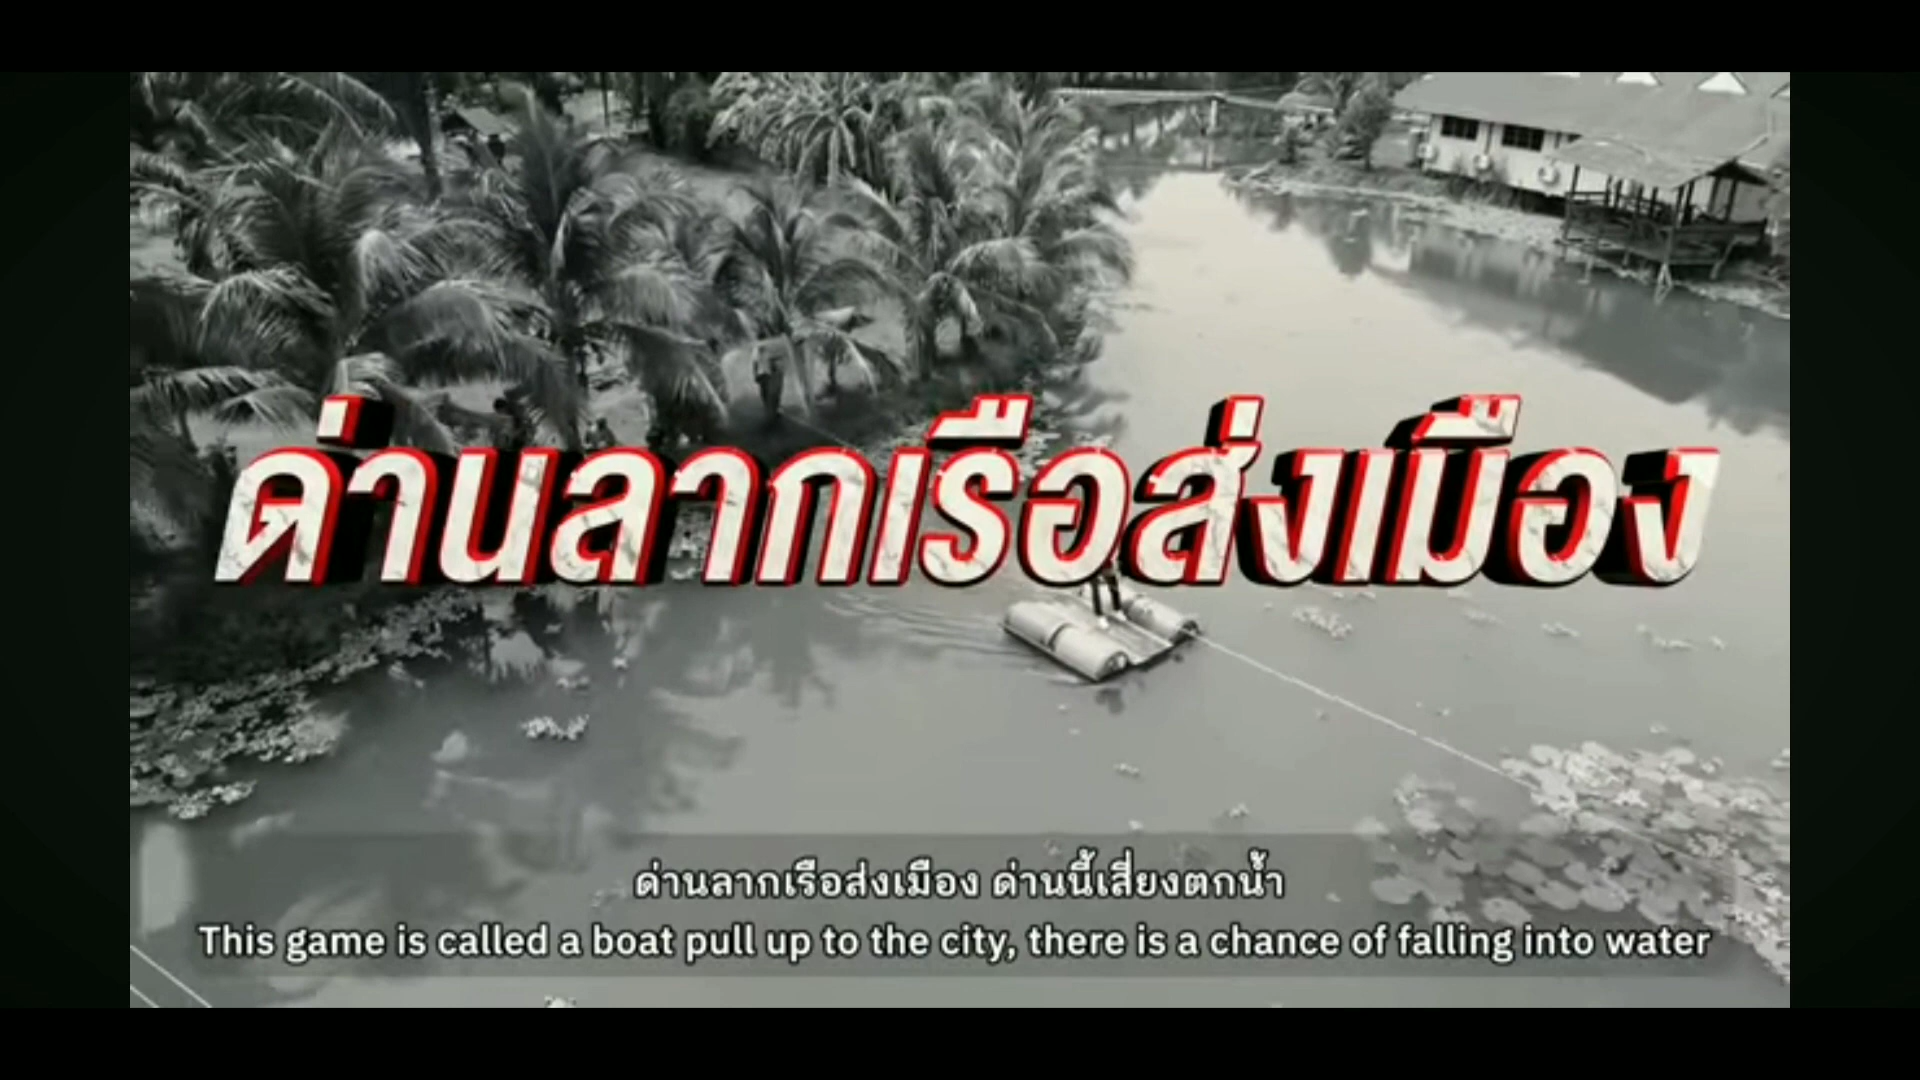 ด่านลากเรือส่งเมือง
ด่านลากเรือส่งเมือง ด่านนี้เสี่ยงตกน้ำ
This game is called a boat pull up to the city, there is a chance of falling into water